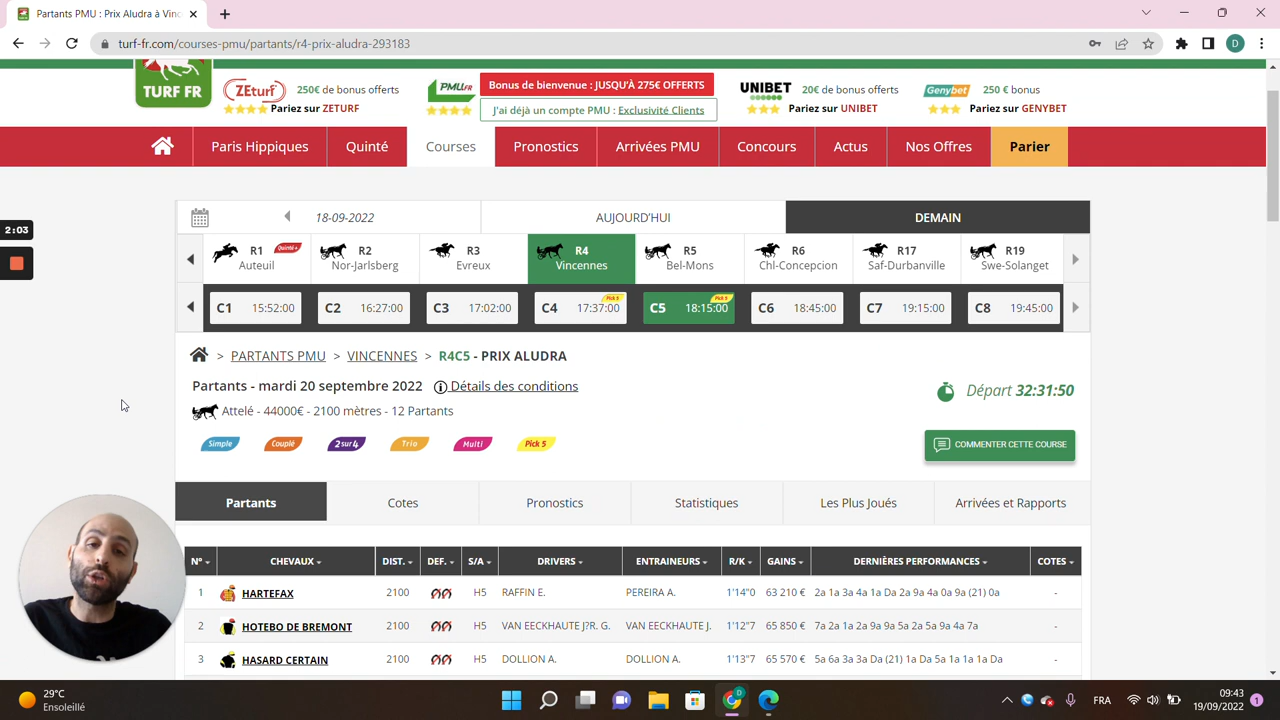 Partants PMU : Prix Aludra à Vinc
turf-fr.com/courses-pmu/partants/r4-prix-aludra-293183
D
TURF FR
ZEturf
250€ de bonus offerts
Pariez sur ZETURF
PMU.FR
Bonus de bienvenue : JUSQU'À 275€ OFFERTS
J'ai déjà un compte PMU : Exclusivité Clients
UNIBET
20€ de bonus offerts
Pariez sur UNIBET
Genybet
250 € bonus
Pariez sur GENYBET
Paris Hippiques Quinté Courses Pronostics Arrivées PMU Concours Actus Nos Offres Parier
2:03
18-09-2022 AUJOURD'HUI DEMAIN
R1 Quinté+ R2 R3 R4 R5 R6 R17 R19
Auteuil Nor-Jarlsberg Evreux Vincennes Bel-Mons Chl-Concepcion Saf-Durbanville Swe-Solanget
Pick 5 Pick 5
C1 15:52:00 C2 16:27:00 C3 17:02:00 C4 17:37:00 C5 18:15:00 C6 18:45:00 C7 19:15:00 C8 19:45:00
> PARTANTS PMU > VINCENNES > R4C5 - PRIX ALUDRA
Partants - mardi 20 septembre 2022 Détails des conditions
Départ 32:31:50
Attelé - 44000€ - 2100 mètres - 12 Partants
Simple Couplé 2sur4 Trio Multi Pick 5
COMMENTER CETTE COURSE
Partants Cotes Pronostics Statistiques Les Plus Joués Arrivées et Rapports
N° CHEVAUX DIST. DEF. S/A DRIVERS ENTRAINEURS R/K GAINS DERNIÈRES PERFORMANCES COTES
1 HARTEFAX 2100 H5 RAFFIN E. PEREIRA A. 1'14"0 63 210 € 2a 1a 3a 4a 1a Da 2a 9a 4a 0a 9a (21) 0a -
2 HOTEBO DE BREMONT 2100 H5 VAN EECKHAUTE J?R. G. VAN EECKHAUTE J. 1'12"7 65 850 € 7a 2a 1a 2a 9a 9a 5a 2a 5a 9a 4a 7a -
3 HASARD CERTAIN 2100 H5 DOLLION A. DOLLION A. 1'13"7 65 570 € 5a 6a 3a 3a Da (21) 1a Da 5a 1a 1a 1a Da -
29°C
Ensoleillé
FRA
09:43
19/09/2022
1